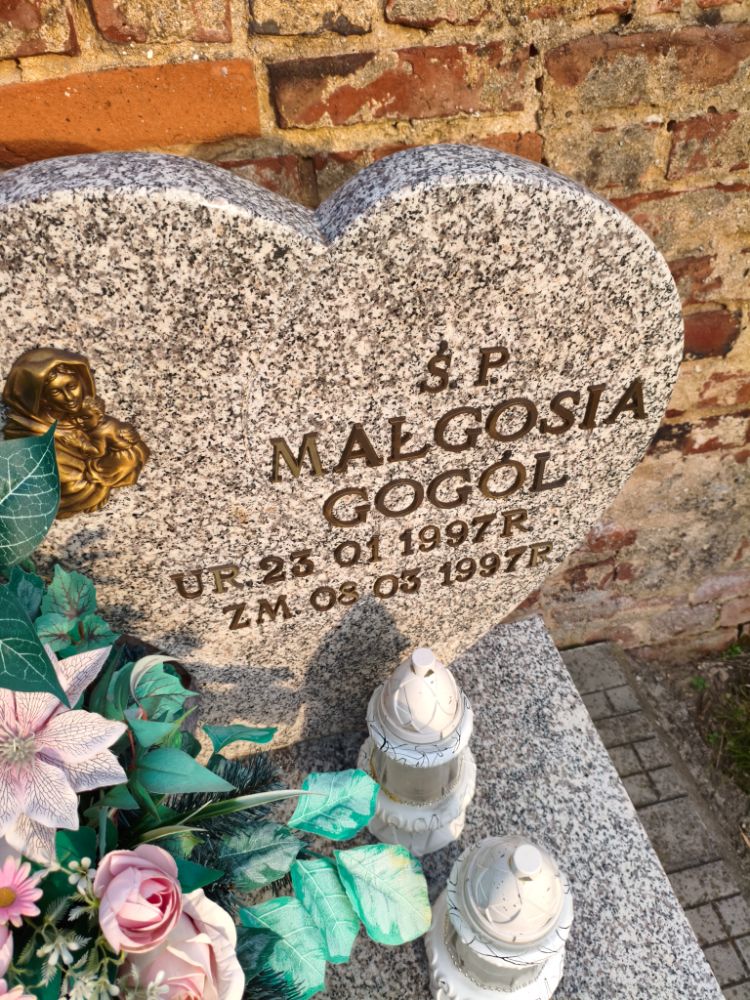 Ś. P.
MAŁGOSIA
GOGÓL
UR. 23 01 1997R
ZM. 08 03 1997R